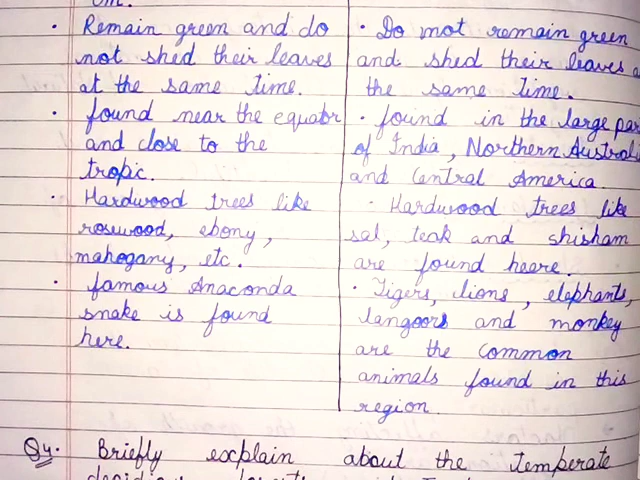 • Remain green and do
not shed their leaves
at the same time.
• found near the equator
and close to the
tropic.
• Hardwood trees like
rosewood, ebony,
mahogany, etc.
• famous Anaconda
snake is found
here.
• Do not remain green
and shed their leaves a
the same time.
• found in the large par
of India, Northern Australi
and Central America.
• Hardwood trees like
sal, teak and shisham
are found heere.
• Tigers, lions, elephants,
langoors and monkey
are the common
animals found in this
region.
Q4. Briefly explain about the temperate